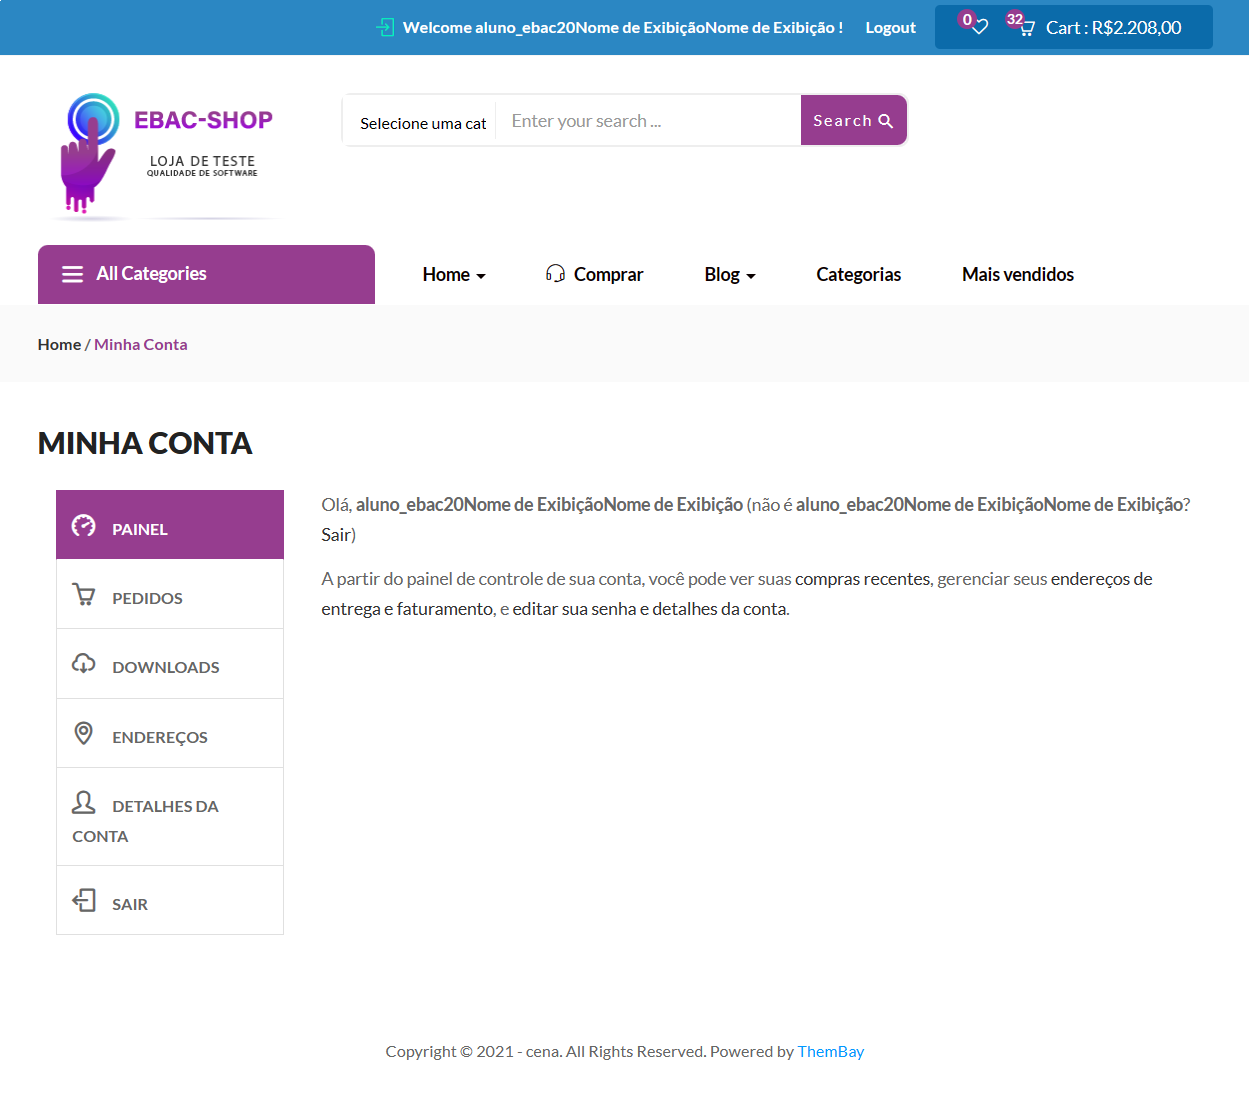 Welcome aluno_ebac20Nome de ExibiçãoNome de Exibição !
Logout
0
32
Cart : R$2.208,00
EBAC-SHOP
LOJA DE TESTE
QUALIDADE DE SOFTWARE
Selecione uma cat
Enter your search ...
Search
All Categories
Home
Comprar
Blog
Categorias
Mais vendidos
Home / Minha Conta
MINHA CONTA
PAINEL
PEDIDOS
DOWNLOADS
ENDEREÇOS
DETALHES DA
CONTA
SAIR
Olá, aluno_ebac20Nome de ExibiçãoNome de Exibição (não é aluno_ebac20Nome de ExibiçãoNome de Exibição?
Sair)
A partir do painel de controle de sua conta, você pode ver suas compras recentes, gerenciar seus endereços de
entrega e faturamento, e editar sua senha e detalhes da conta.
Copyright © 2021 - cena. All Rights Reserved. Powered by ThemBay